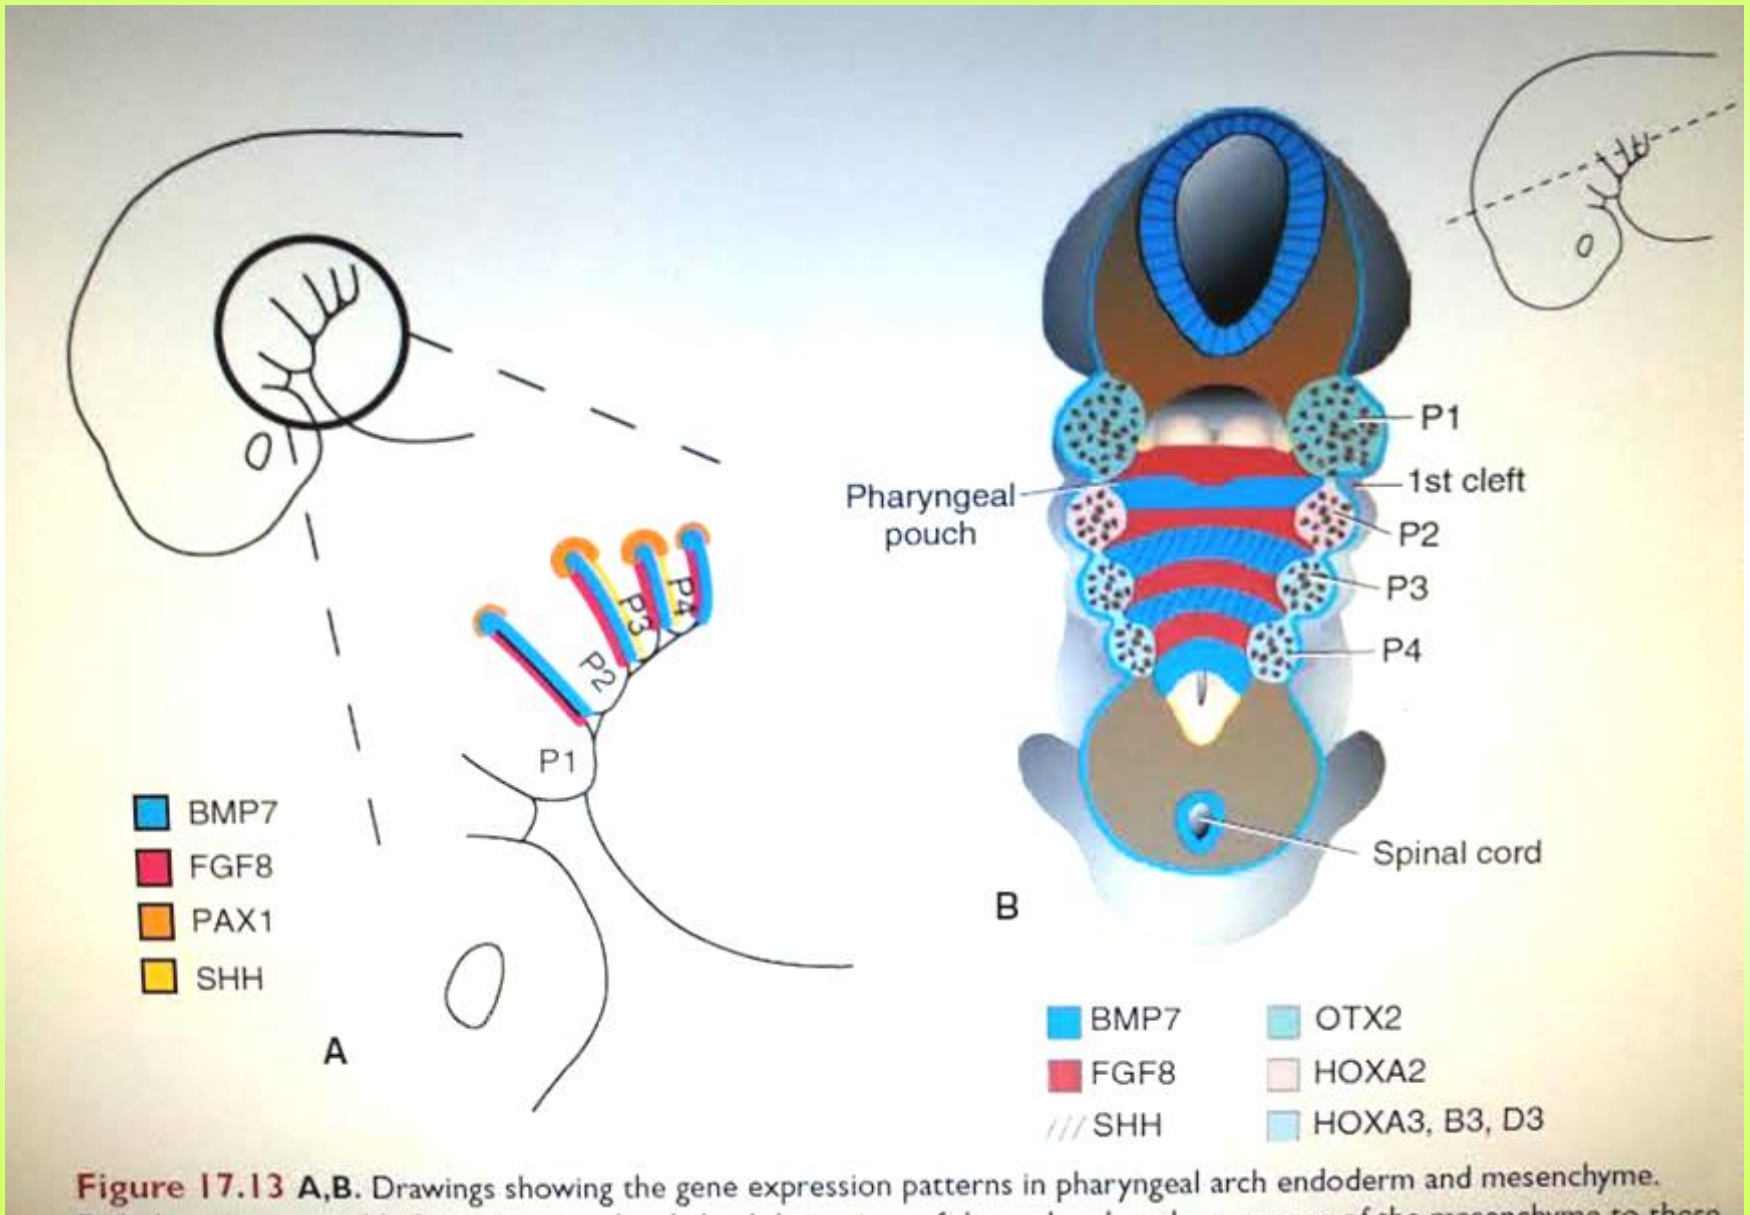 P1
P2
P3
P4
BMP7
FGF8
PAX1
SHH
A
Pharyngeal
pouch
P1
1st cleft
P2
P3
P4
Spinal cord
B
BMP7
FGF8
SHH
OTX2
HOXA2
HOXA3, B3, D3
Figure 17.13 A,B. Drawings showing the gene expression patterns in pharyngeal arch endoderm and mesenchyme.